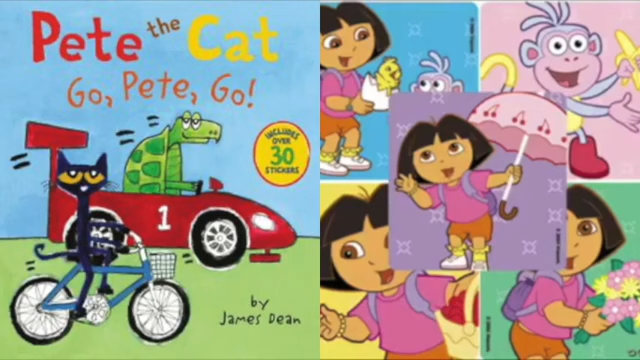 Pete the Cat
Go, Pete, Go!
INCLUDES
OVER
30
STICKERS
1
by
James Dean